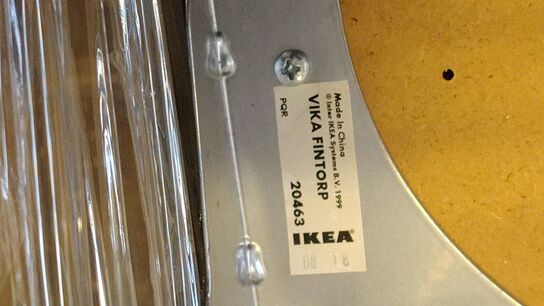 Made in China
© Inter IKEA Systems B.V. 1999
VIKA FINTORP
PQR
20463
IKEA®
08 18